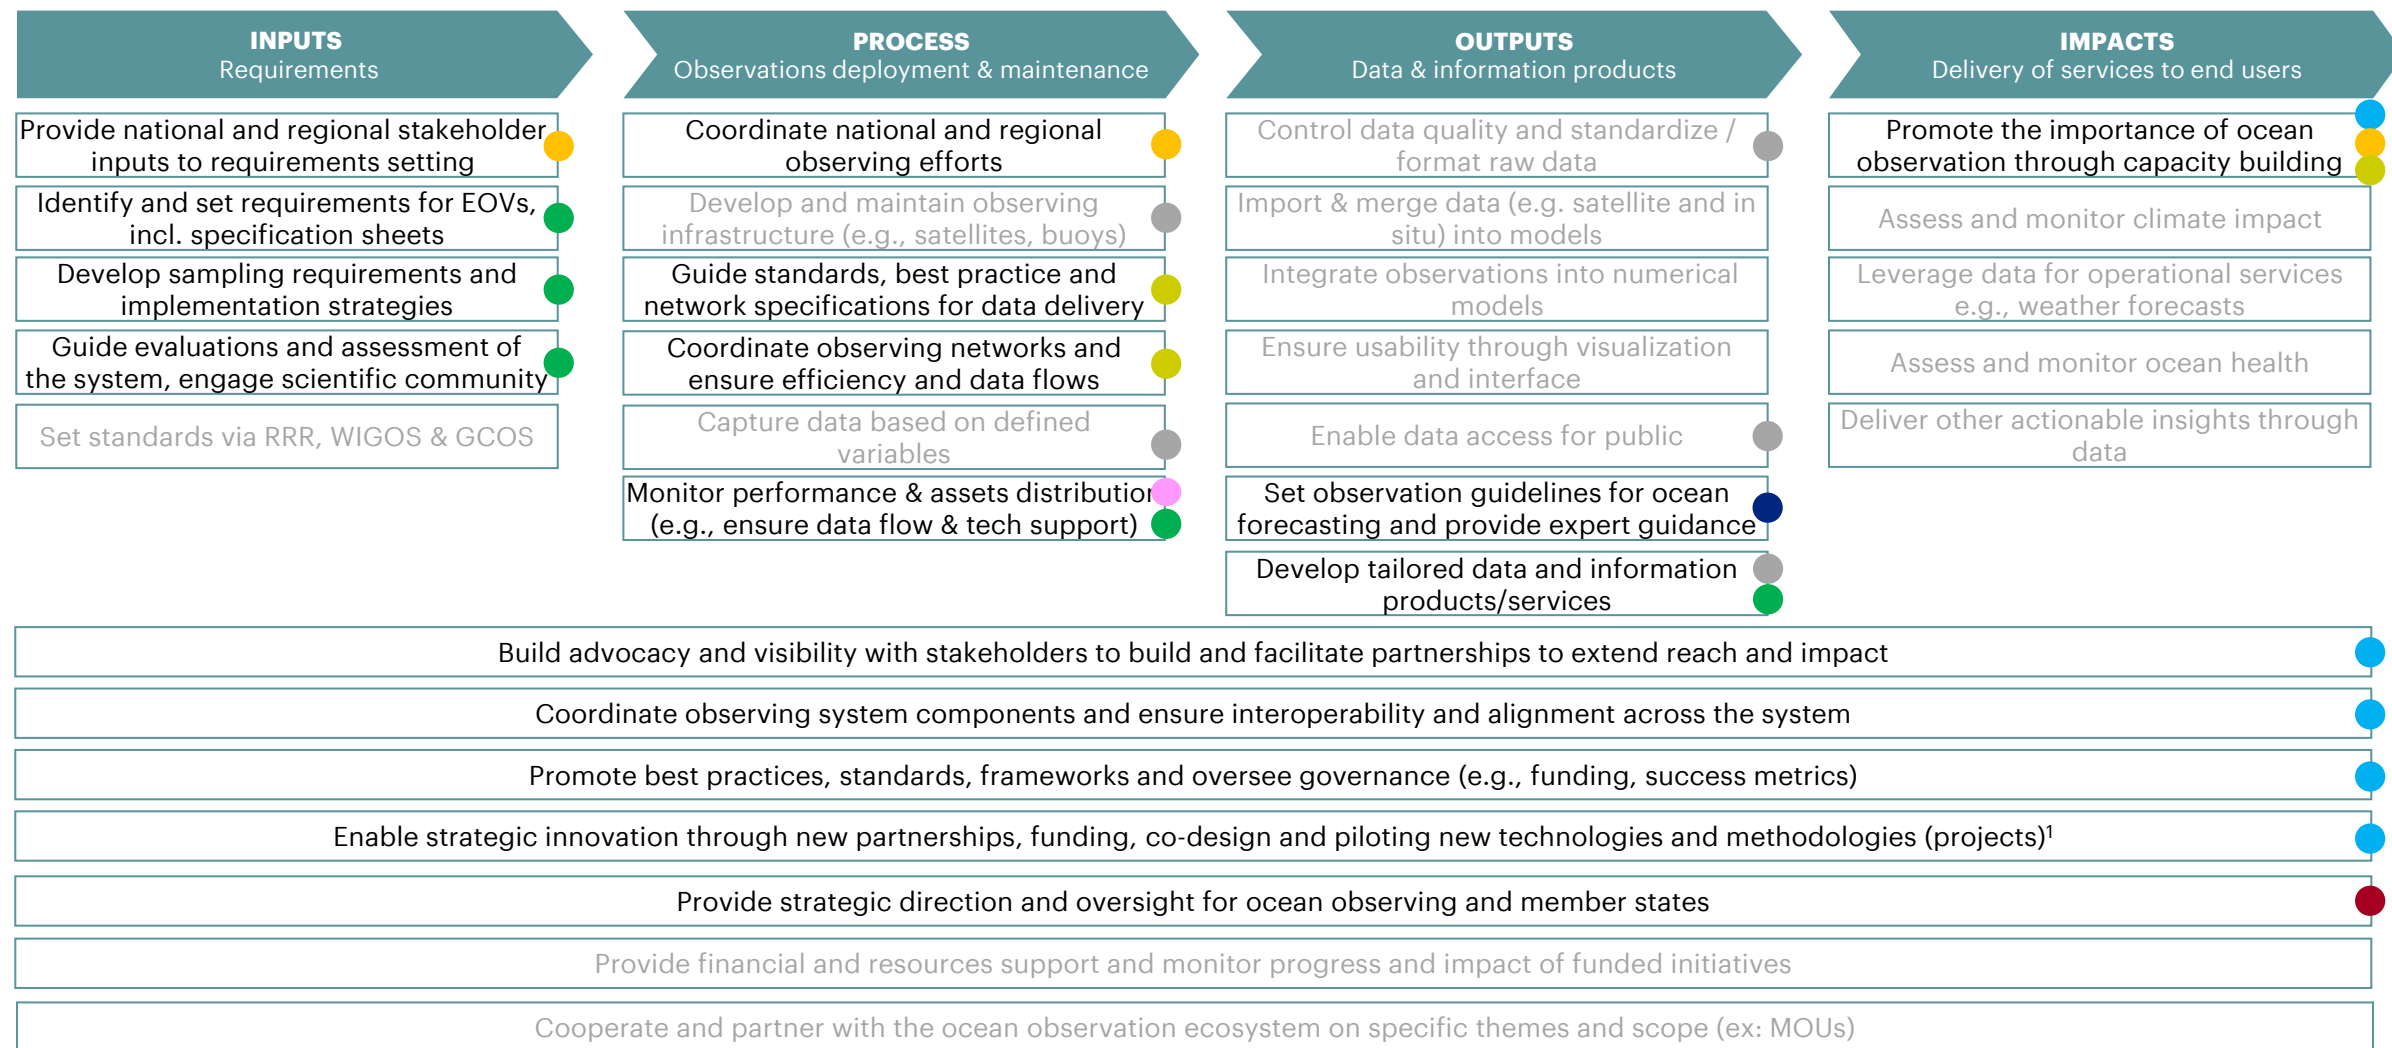 INPUTS
Requirements
Provide national and regional stakeholder
inputs to requirements setting
Identify and set requirements for EOVs,
incl. specification sheets
Develop sampling requirements and
implementation strategies
Guide evaluations and assessment of
the system, engage scientific community
Set standards via RRR, WIGOS & GCOS
PROCESS
Observations deployment & maintenance
Coordinate national and regional
observing efforts
Develop and maintain observing
infrastructure (e.g., satellites, buoys)
Guide standards, best practice and
network specifications for data delivery
Coordinate observing networks and
ensure efficiency and data flows
Capture data based on defined
variables
Monitor performance & assets distribution
(e.g., ensure data flow & tech support)
OUTPUTS
Data & information products
Control data quality and standardize /
format raw data
Import & merge data (e.g. satellite and in
situ) into models
Integrate observations into numerical
models
Ensure usability through visualization
and interface
Enable data access for public
Set observation guidelines for ocean
forecasting and provide expert guidance
Develop tailored data and information
products/services
IMPACTS
Delivery of services to end users
Promote the importance of ocean
observation through capacity building
Assess and monitor climate impact
Leverage data for operational services
e.g., weather forecasts
Assess and monitor ocean health
Deliver other actionable insights through
data
Build advocacy and visibility with stakeholders to build and facilitate partnerships to extend reach and impact
Coordinate observing system components and ensure interoperability and alignment across the system
Promote best practices, standards, frameworks and oversee governance (e.g., funding, success metrics)
Enable strategic innovation through new partnerships, funding, co-design and piloting new technologies and methodologies (projects)¹
Provide strategic direction and oversight for ocean observing and member states
Provide financial and resources support and monitor progress and impact of funded initiatives
Cooperate and partner with the ocean observation ecosystem on specific themes and scope (ex: MOUs)